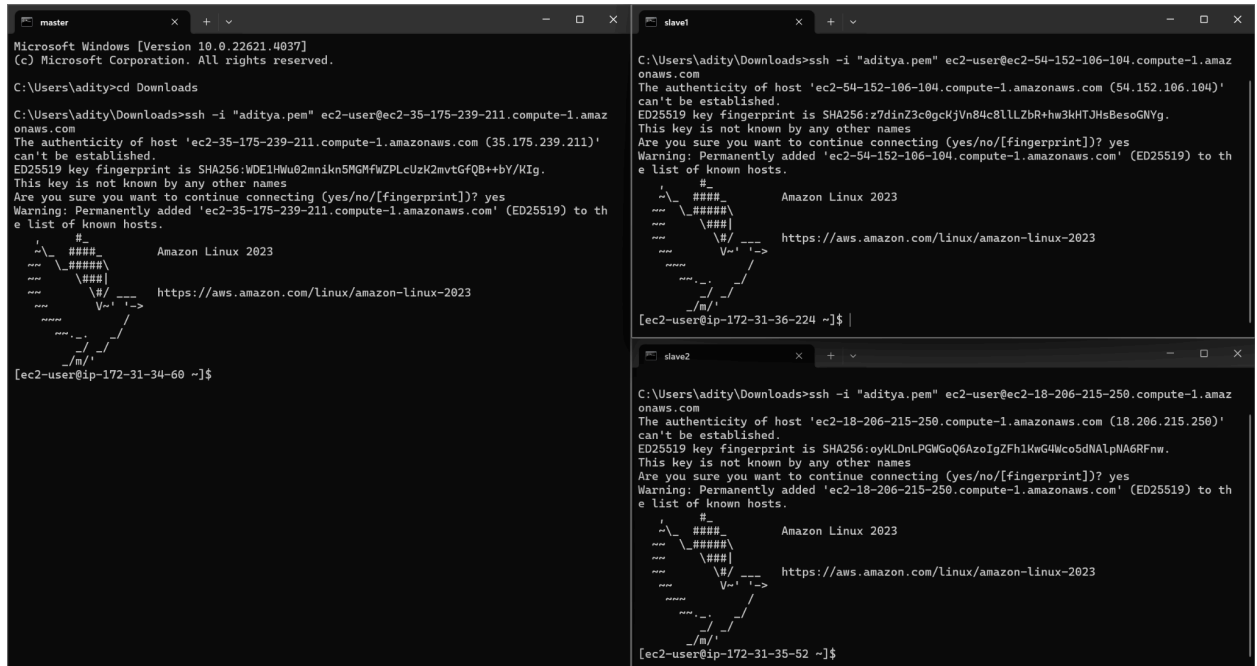 master
Microsoft Windows [Version 10.0.22621.4037]
(c) Microsoft Corporation. All rights reserved.
C:\Users\adity>cd Downloads
C:\Users\adity\Downloads>ssh -i "aditya.pem" ec2-user@ec2-35-175-239-211.compute-1.amaz
onaws.com
The authenticity of host 'ec2-35-175-239-211.compute-1.amazonaws.com (35.175.239.211)'
can't be established.
ED25519 key fingerprint is SHA256:WDE1HWu02mnikn5MGMfWZPLcUzK2mvtGfQB++bY/KIg.
This key is not known by any other names
Are you sure you want to continue connecting (yes/no/[fingerprint])? yes
Warning: Permanently added 'ec2-35-175-239-211.compute-1.amazonaws.com' (ED25519) to th
e list of known hosts.
   ,     #_
   ~\_  ####_        Amazon Linux 2023
  ~~  \_#####\
  ~~     \###|
  ~~       \#/ ___   https://aws.amazon.com/linux/amazon-linux-2023
   ~~       V~' '->
    ~~~         /
      ~~._.   _/
         _/ _/
       _/m/'
[ec2-user@ip-172-31-34-60 ~]$
slave1
C:\Users\adity\Downloads>ssh -i "aditya.pem" ec2-user@ec2-54-152-106-104.compute-1.amaz
onaws.com
The authenticity of host 'ec2-54-152-106-104.compute-1.amazonaws.com (54.152.106.104)'
can't be established.
ED25519 key fingerprint is SHA256:z7dinZ3c0gcKjVn84c8llLZbR+hw3kHTJHsBesoGNYg.
This key is not known by any other names
Are you sure you want to continue connecting (yes/no/[fingerprint])? yes
Warning: Permanently added 'ec2-54-152-106-104.compute-1.amazonaws.com' (ED25519) to th
e list of known hosts.
   ,     #_
   ~\_  ####_        Amazon Linux 2023
  ~~  \_#####\
  ~~     \###|
  ~~       \#/ ___   https://aws.amazon.com/linux/amazon-linux-2023
   ~~       V~' '->
    ~~~         /
      ~~._.   _/
         _/ _/
       _/m/'
[ec2-user@ip-172-31-36-224 ~]$
slave2
C:\Users\adity\Downloads>ssh -i "aditya.pem" ec2-user@ec2-18-206-215-250.compute-1.amaz
onaws.com
The authenticity of host 'ec2-18-206-215-250.compute-1.amazonaws.com (18.206.215.250)'
can't be established.
ED25519 key fingerprint is SHA256:oyKLDnLPGWGoQ6AzoIgZFh1KwG4Wco5dNAlpNA6RFnw.
This key is not known by any other names
Are you sure you want to continue connecting (yes/no/[fingerprint])? yes
Warning: Permanently added 'ec2-18-206-215-250.compute-1.amazonaws.com' (ED25519) to th
e list of known hosts.
   ,     #_
   ~\_  ####_        Amazon Linux 2023
  ~~  \_#####\
  ~~     \###|
  ~~       \#/ ___   https://aws.amazon.com/linux/amazon-linux-2023
   ~~       V~' '->
    ~~~         /
      ~~._.   _/
         _/ _/
       _/m/'
[ec2-user@ip-172-31-35-52 ~]$